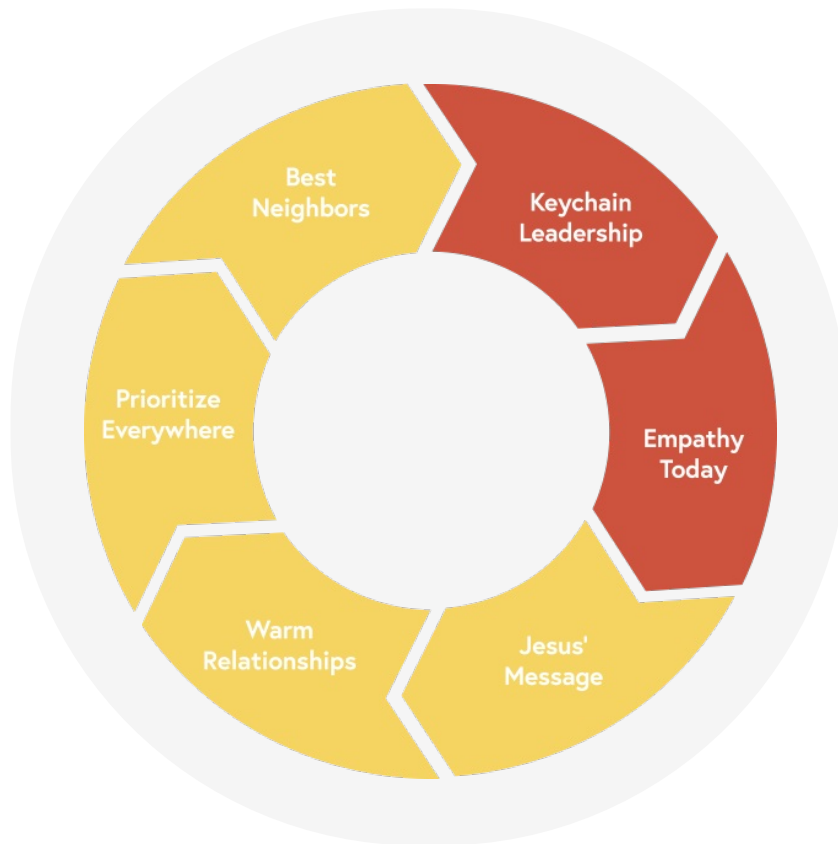 Best
Neighbors
Keychain
Leadership
Prioritize
Everywhere
Empathy
Today
Warm
Relationships
Jesus'
Message